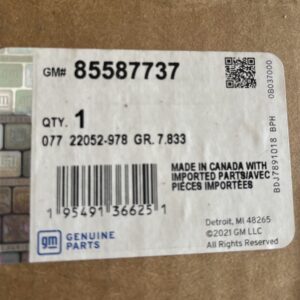 GM# 85587737
QTY. 1
077 22052-978 GR. 7.833
MADE IN CANADA WITH
IMPORTED PARTS/AVEC
PIÈCES IMPORTÉES
1 95491 36625 1
gm GENUINE
PARTS
Detroit, MI 48265
©2021 GM LLC
All Rights Reserved
0B037000
BDJ7891018 BPH